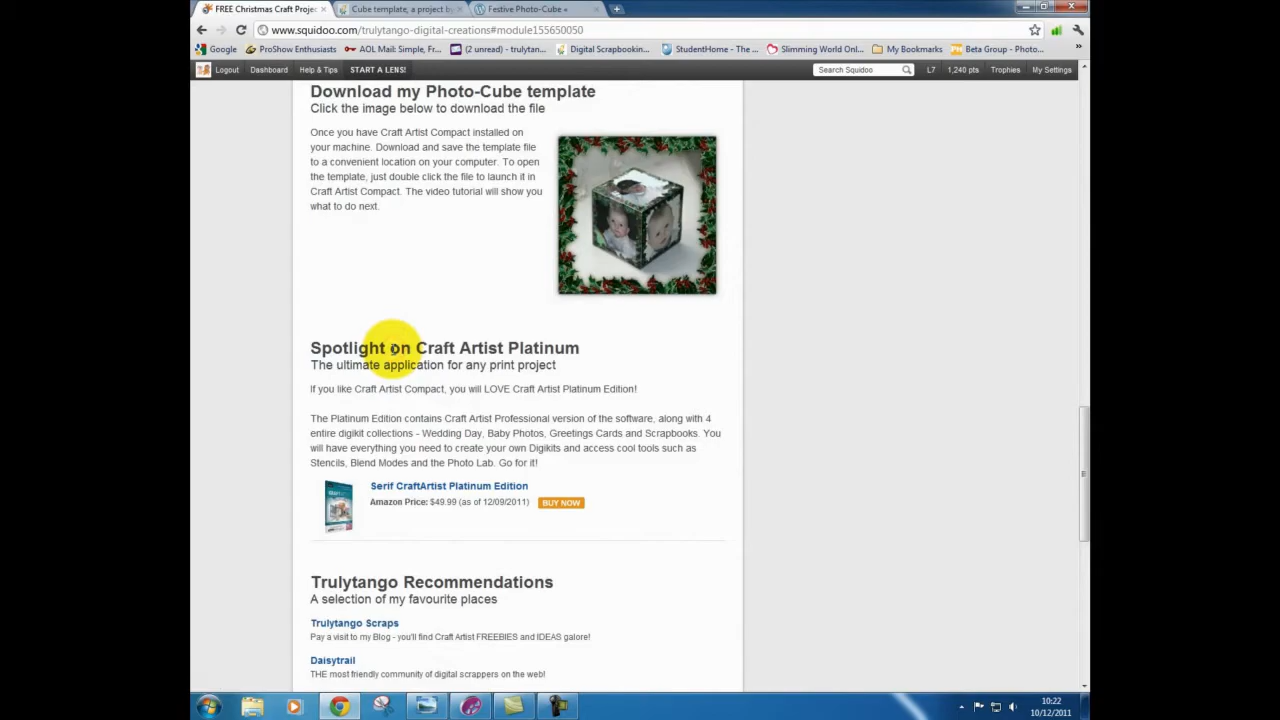 FREE Christmas Craft Proje
Cube template, a project by
Festive Photo-Cube «
www.squidoo.com/trulytango-digital-creations#module155650050
Google
ProShow Enthusiasts
AOL Mail: Simple, Fr...
(2 unread) - trulytan...
Digital Scrapbookin...
StudentHome - The ...
Slimming World Onl...
My Bookmarks
Beta Group - Photo...
»
Logout
Dashboard
Help & Tips
START A LENS!
Search Squidoo
L7
1,240 pts
Trophies
My Settings
Download my Photo-Cube template
Click the image below to download the file
Once you have Craft Artist Compact installed on
your machine. Download and save the template file
to a convenient location on your computer. To open
the template, just double click the file to launch it in
Craft Artist Compact. The video tutorial will show you
what to do next.
Spotlight on Craft Artist Platinum
The ultimate application for any print project
If you like Craft Artist Compact, you will LOVE Craft Artist Platinum Edition!
The Platinum Edition contains Craft Artist Professional version of the software, along with 4
entire digikit collections - Wedding Day, Baby Photos, Greetings Cards and Scrapbooks. You
will have everything you need to create your own Digikits and access cool tools such as
Stencils, Blend Modes and the Photo Lab. Go for it!
Serif CraftArtist Platinum Edition
Amazon Price: $49.99 (as of 12/09/2011)
BUY NOW
Trulytango Recommendations
A selection of my favourite places
Trulytango Scraps
Pay a visit to my Blog - you'll find Craft Artist FREEBIES and IDEAS galore!
Daisytrail
THE most friendly community of digital scrappers on the web!
10:22
10/12/2011